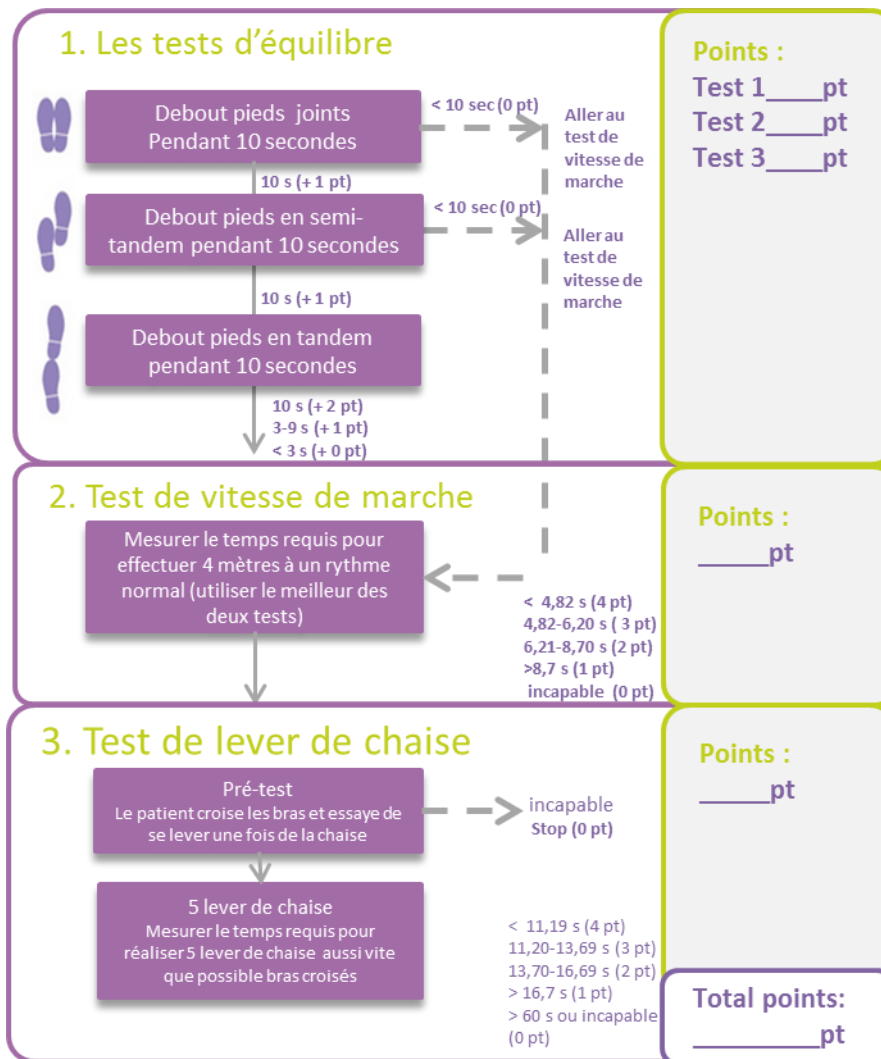 1. Les tests d'équilibre
Debout pieds joints
Pendant 10 secondes
< 10 sec (0 pt)
Aller au
test de
vitesse de
marche
10 s (+ 1 pt)
Debout pieds en semi-
tandem pendant 10 secondes
< 10 sec (0 pt)
Aller au
test de
vitesse de
marche
10 s (+ 1 pt)
Debout pieds en tandem
pendant 10 secondes
10 s (+ 2 pt)
3-9 s (+ 1 pt)
< 3 s (+ 0 pt)
Points :
Test 1____pt
Test 2____pt
Test 3____pt
2. Test de vitesse de marche
Mesurer le temps requis pour
effectuer 4 mètres à un rythme
normal (utiliser le meilleur des
deux tests)
< 4,82 s (4 pt)
4,82-6,20 s ( 3 pt)
6,21-8,70 s (2 pt)
>8,7 s (1 pt)
incapable (0 pt)
Points :
_____pt
3. Test de lever de chaise
Pré-test
Le patient croise les bras et essaye de
se lever une fois de la chaise
incapable
Stop (0 pt)
5 lever de chaise
Mesurer le temps requis pour
réaliser 5 lever de chaise aussi vite
que possible bras croisés
< 11,19 s (4 pt)
11,20-13,69 s (3 pt)
13,70-16,69 s (2 pt)
> 16,7 s (1 pt)
> 60 s ou incapable
(0 pt)
Points :
_____pt
Total points:
__________pt